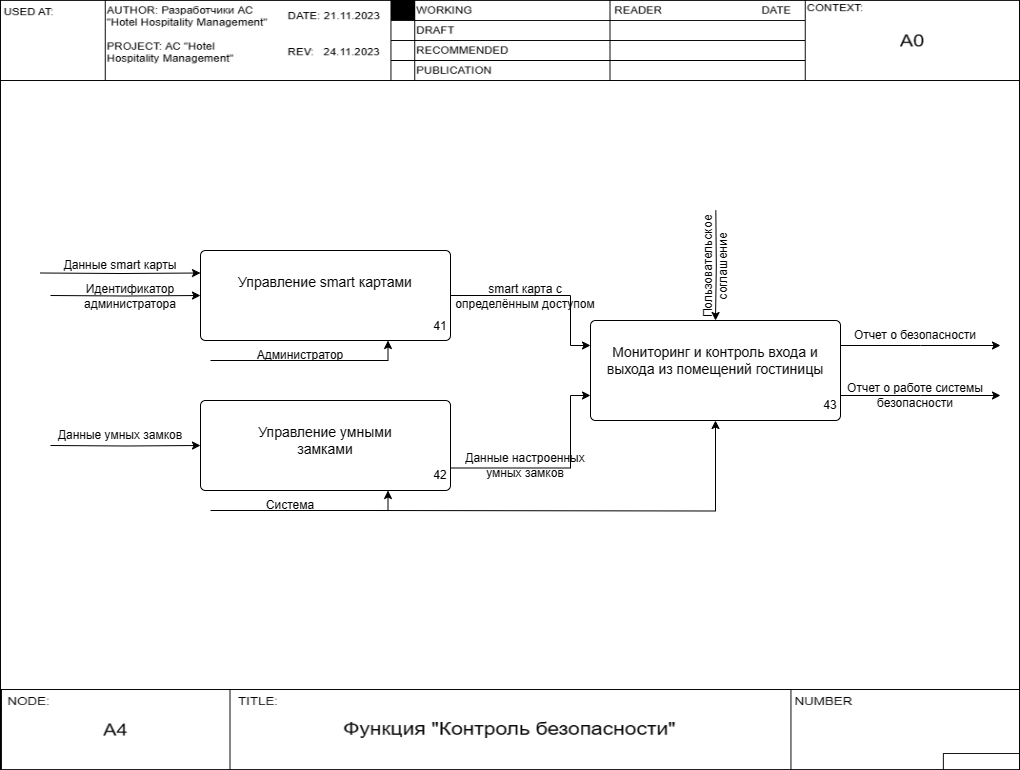 USED AT:
AUTHOR: Разработчики АС
"Hotel Hospitality Management"
DATE: 21.11.2023
PROJECT: АС "Hotel
Hospitality Management"
REV: 24.11.2023
WORKING
DRAFT
RECOMMENDED
PUBLICATION
READER DATE
CONTEXT:
A0
Данные smart карты
Идентификатор
администратора
Управление smart картами
41
Администратор
smart карта с
определённым доступом
Пользовательское
соглашение
Мониторинг и контроль входа и
выхода из помещений гостиницы
43
Отчет о безопасности
Отчет о работе системы
безопасности
Данные умных замков
Управление умными
замками
42
Система
Данные настроенных
умных замков
NODE:
A4
TITLE:
Функция "Контроль безопасности"
NUMBER